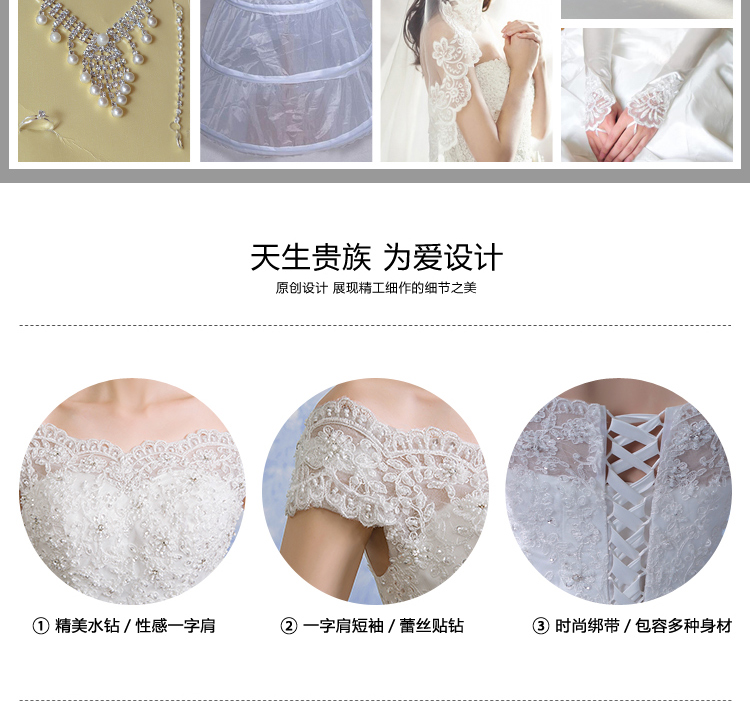 天生贵族 为爱设计
原创设计 展现精工细作的细节之美
① 精美水钻 / 性感一字肩
② 一字肩短袖 / 蕾丝贴钻
③ 时尚绑带 / 包容多种身材